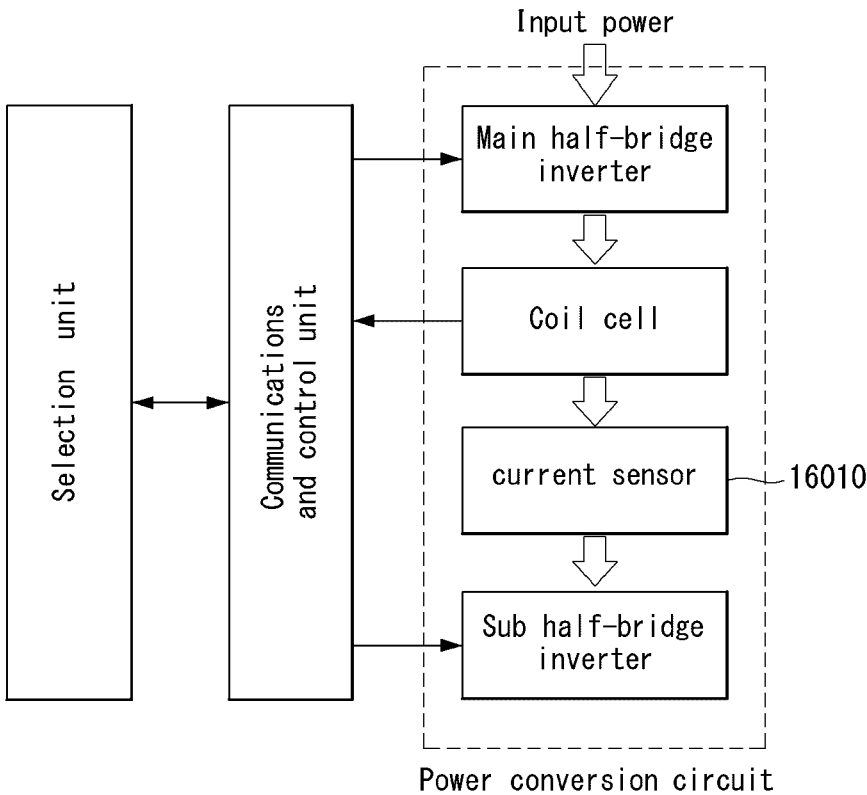 Input power
Main half-bridge
inverter
Coil cell
current sensor
16010
Sub half-bridge
inverter
Power conversion circuit
Communications
and control unit
Selection unit